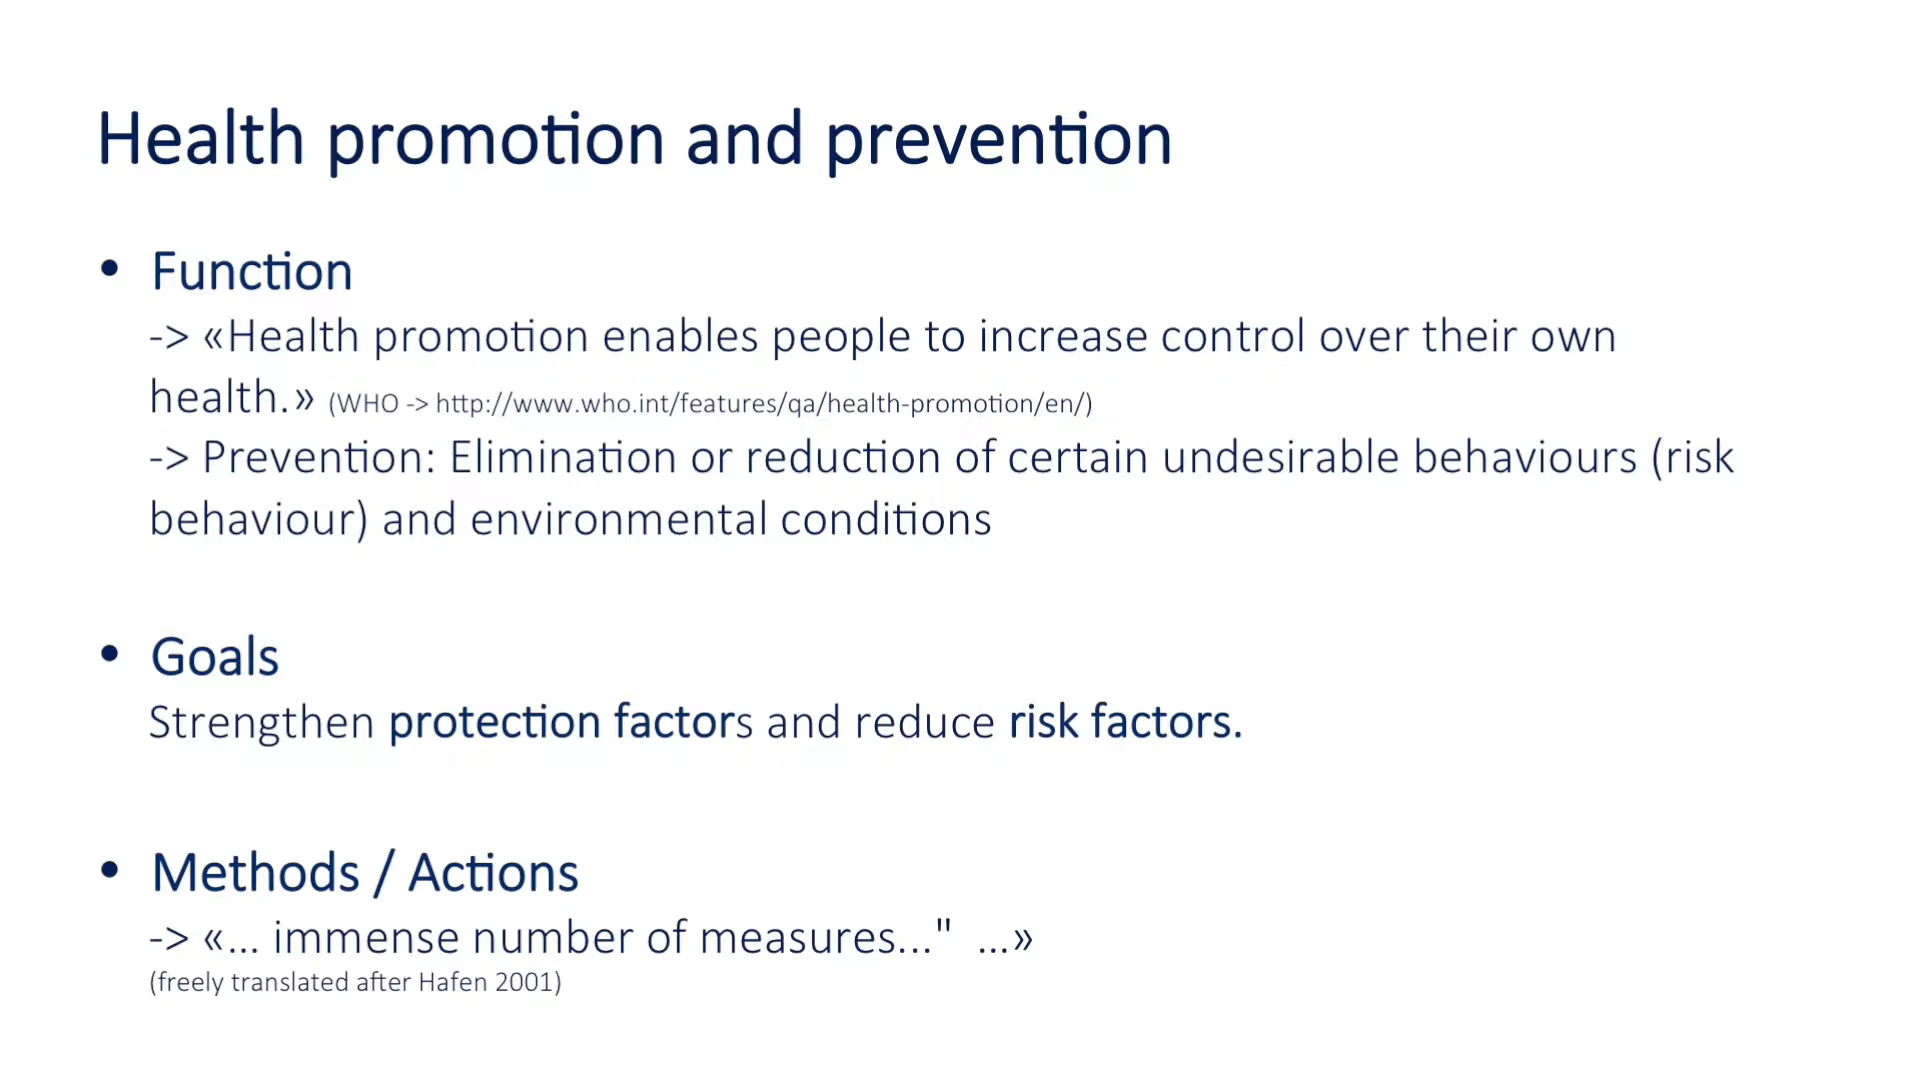 Health promotion and prevention
• Function
-> «Health promotion enables people to increase control over their own
health.» (WHO -> http://www.who.int/features/qa/health-promotion/en/)
-> Prevention: Elimination or reduction of certain undesirable behaviours (risk
behaviour) and environmental conditions
• Goals
Strengthen protection factors and reduce risk factors.
• Methods / Actions
-> «... immense number of measures..."  ...»
(freely translated after Hafen 2001)